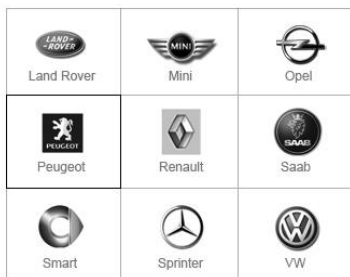 LAND-
ROVER
MINI
Land Rover
Mini
Opel
PEUGEOT
SAAB
Peugeot
Renault
Saab
Smart
Sprinter
VW